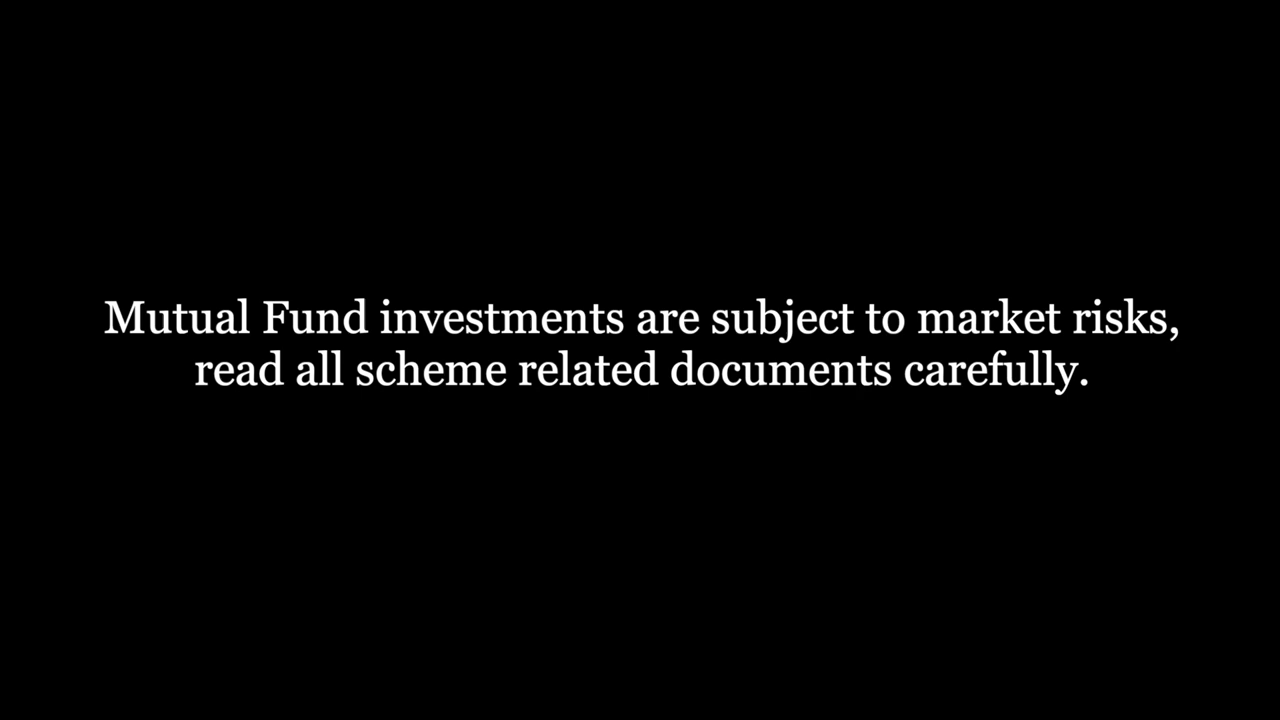 Mutual Fund investments are subject to market risks,
read all scheme related documents carefully.